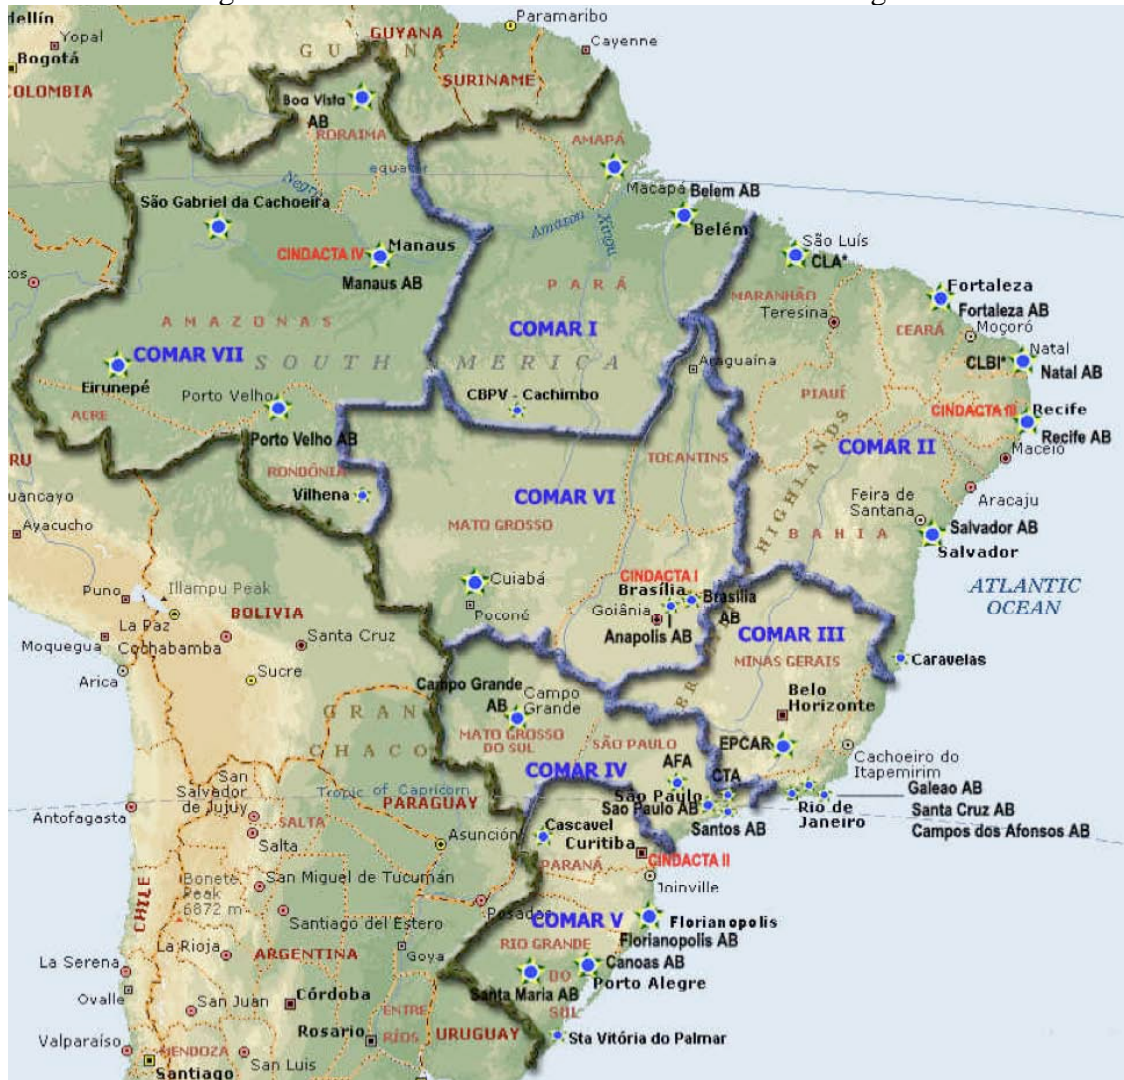 dellín
Yopal
Bogotá
COLOMBIA
Paramaribo
GUYANA
Cayenne
GUYANA
SURINAME
Boa Vista
AB
RORAIMA
AMAPÁ
equator
Negro
Macapá
Belem AB
São Gabriel da Cachoeira
Amazon
Xingu
Belém
CINDACTA IV
Manaus
Manaus AB
São Luís
CLA*
PARÁ
MARANHÃO
Teresina
Fortaleza
Fortaleza AB
Moçoró
CEARÁ
AMAZONAS
COMAR I
COMAR VII
SOUTH AMERICA
Araguaína
Natal
CLBI*
Natal AB
Eirunepé
Porto Velho
CBPV - Cachimbo
PIAUÍ
ACRE
CINDACTA III
Recife
Recife AB
Porto Velho AB
COMAR II
Maceió
RU
RONDÔNIA
TOCANTINS
HIGHLANDS
uancayo
Vilhena
COMAR VI
Feira de
Santana
Aracaju
Ayacucho
MATO GROSSO
BAHIA
Salvador AB
Salvador
Illampu Peak
Puno
Cuiabá
Poconé
CINDACTA I
Brasília
Brasília
AB
Goiânia
Anapolis AB
ATLANTIC
OCEAN
BOLIVIA
La Paz
Moquegua
Cochabamba
Santa Cruz
COMAR III
MINAS GERAIS
Caravelas
Arica
Sucre
Campo Grande
AB
Campo
Grande
Belo
Horizonte
GRAN
CHACO
MATO GROSSO
DO SUL
SÃO PAULO
EPCAR
Cachoeiro do
Itapemirim
San
Salvador
de Jujuy
COMAR IV
AFA
CTA
Tropic of Capricorn
PARAGUAY
São Paulo
Sao Paulo AB
Santos AB
Rio de
Janeiro
Galeao AB
Santa Cruz AB
Campos dos Afonsos AB
Antofagasta
SALTA
Salta
Asunción
Cascavel
Curitiba
CINDACTA II
PARANÁ
Joinville
Bonete
Peak
6872 m
San Miguel de Tucumán
CHILE
Posadas
COMAR V
Florianopolis
Florianopolis AB
Santiago del Estero
La Rioja
ARGENTINA
Goya
RIO GRANDE
DO
SUL
Canoas AB
Porto Alegre
Santa Maria AB
La Serena
Ovalle
San Juan
Córdoba
ENTRE
RÍOS
Rosario
URUGUAY
Sta Vitória do Palmar
Valparaíso
MENDOZA
San Luis
Santiago